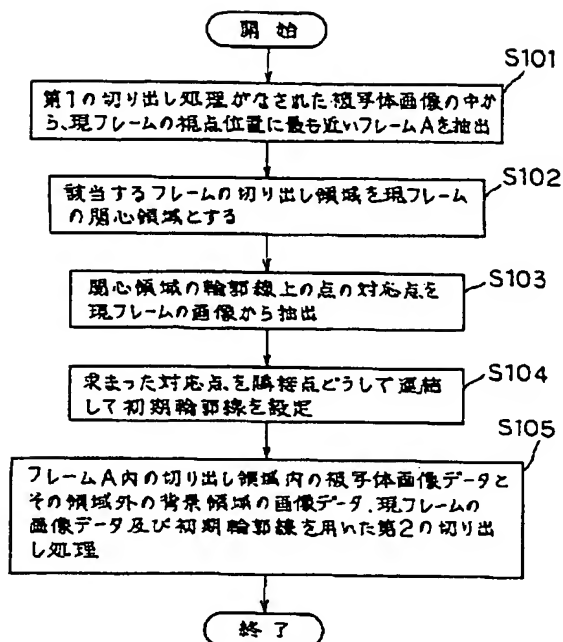 開始
S101
第1の切り出し処理がなされた被写体画像の中か
ら、現フレームの視点位置に最も近いフレームAを抽出
S102
該当するフレームの切り出し領域を現フレーム
の関心領域とする
S103
関心領域の輪郭線上の点の対応点を
現フレームの画像から抽出
S104
求まった対応点を隣接点どうしで連結
して初期輪郭線を設定
S105
フレームA内の切り出し領域内の被写体画像データと
その領域外の背景領域の画像データ、現フレームの
画像データ及び初期輪郭線を用いた第2の切り出
し処理
終了